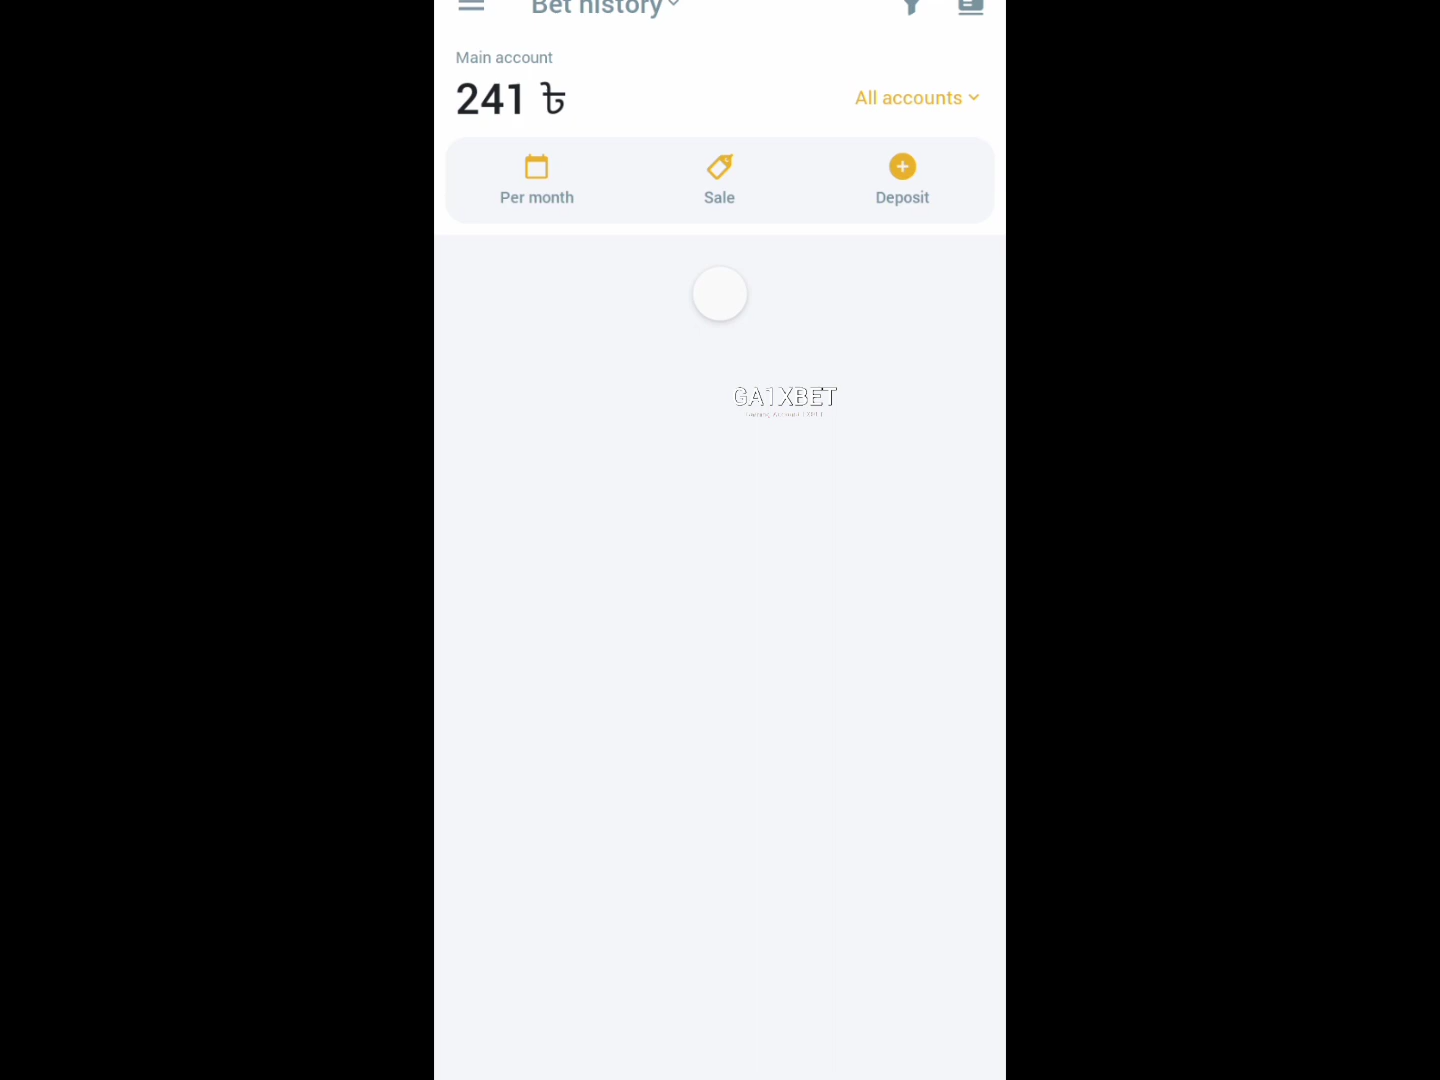 Bet history
Main account
241 ৳
All accounts
Per month
Sale
Deposit
GA1XBET